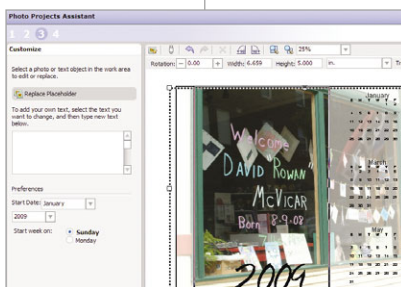 Photo Projects Assistant
1 2 3 4
Customize
Select a photo or text object in the work area
to edit or replace.
Replace Placeholder
To add your own text, select the text you
want to change, and then type new text
below.
Preferences
Start Date: January
2009
Start week on: Sunday
Monday
25%
Rotation: 0.00 Width: 6.659 Height: 5.000 in. Tr
Welcome
DAVID "ROWAN"
McVICAR
Born 8-9-08
2009
January
March
May